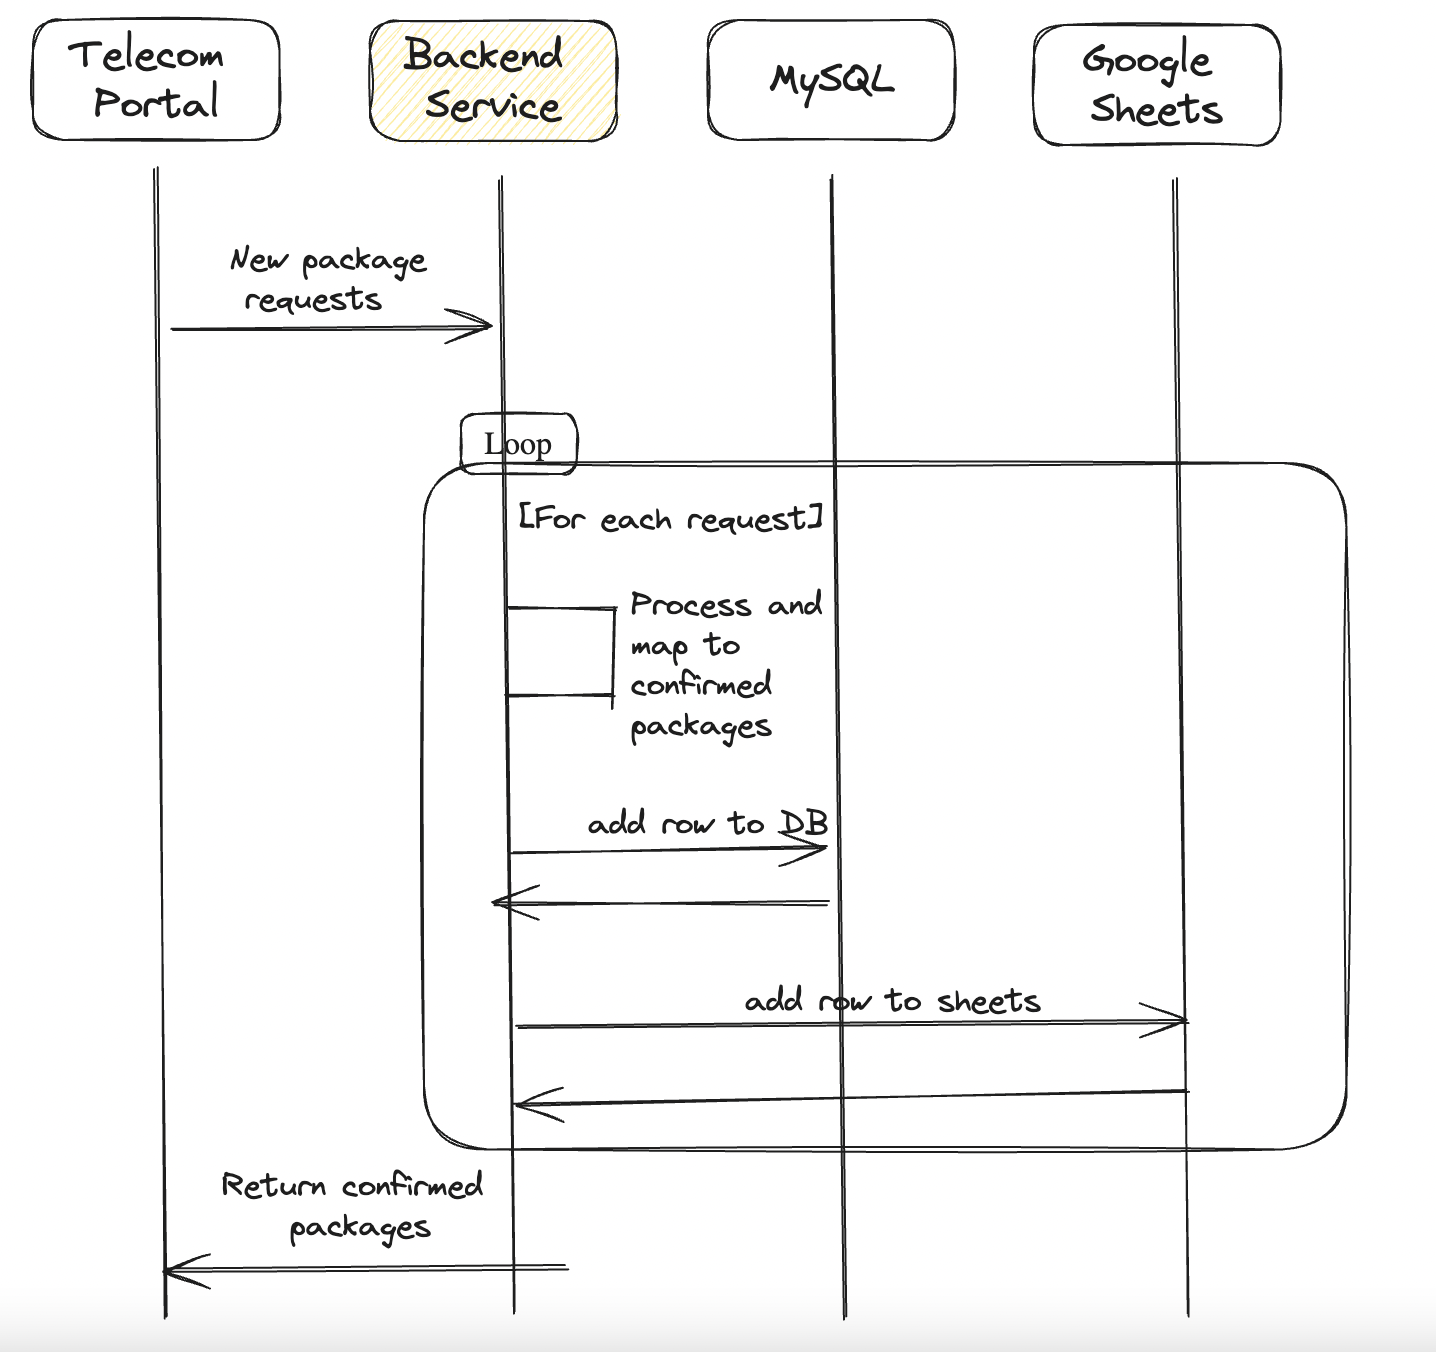 Telecom
Portal
Backend
Service
MySQL
Google
Sheets
New package
requests
Loop
[For each request]
Process and
map to
confirmed
packages
add row to DB
add row to sheets
Return confirmed
packages